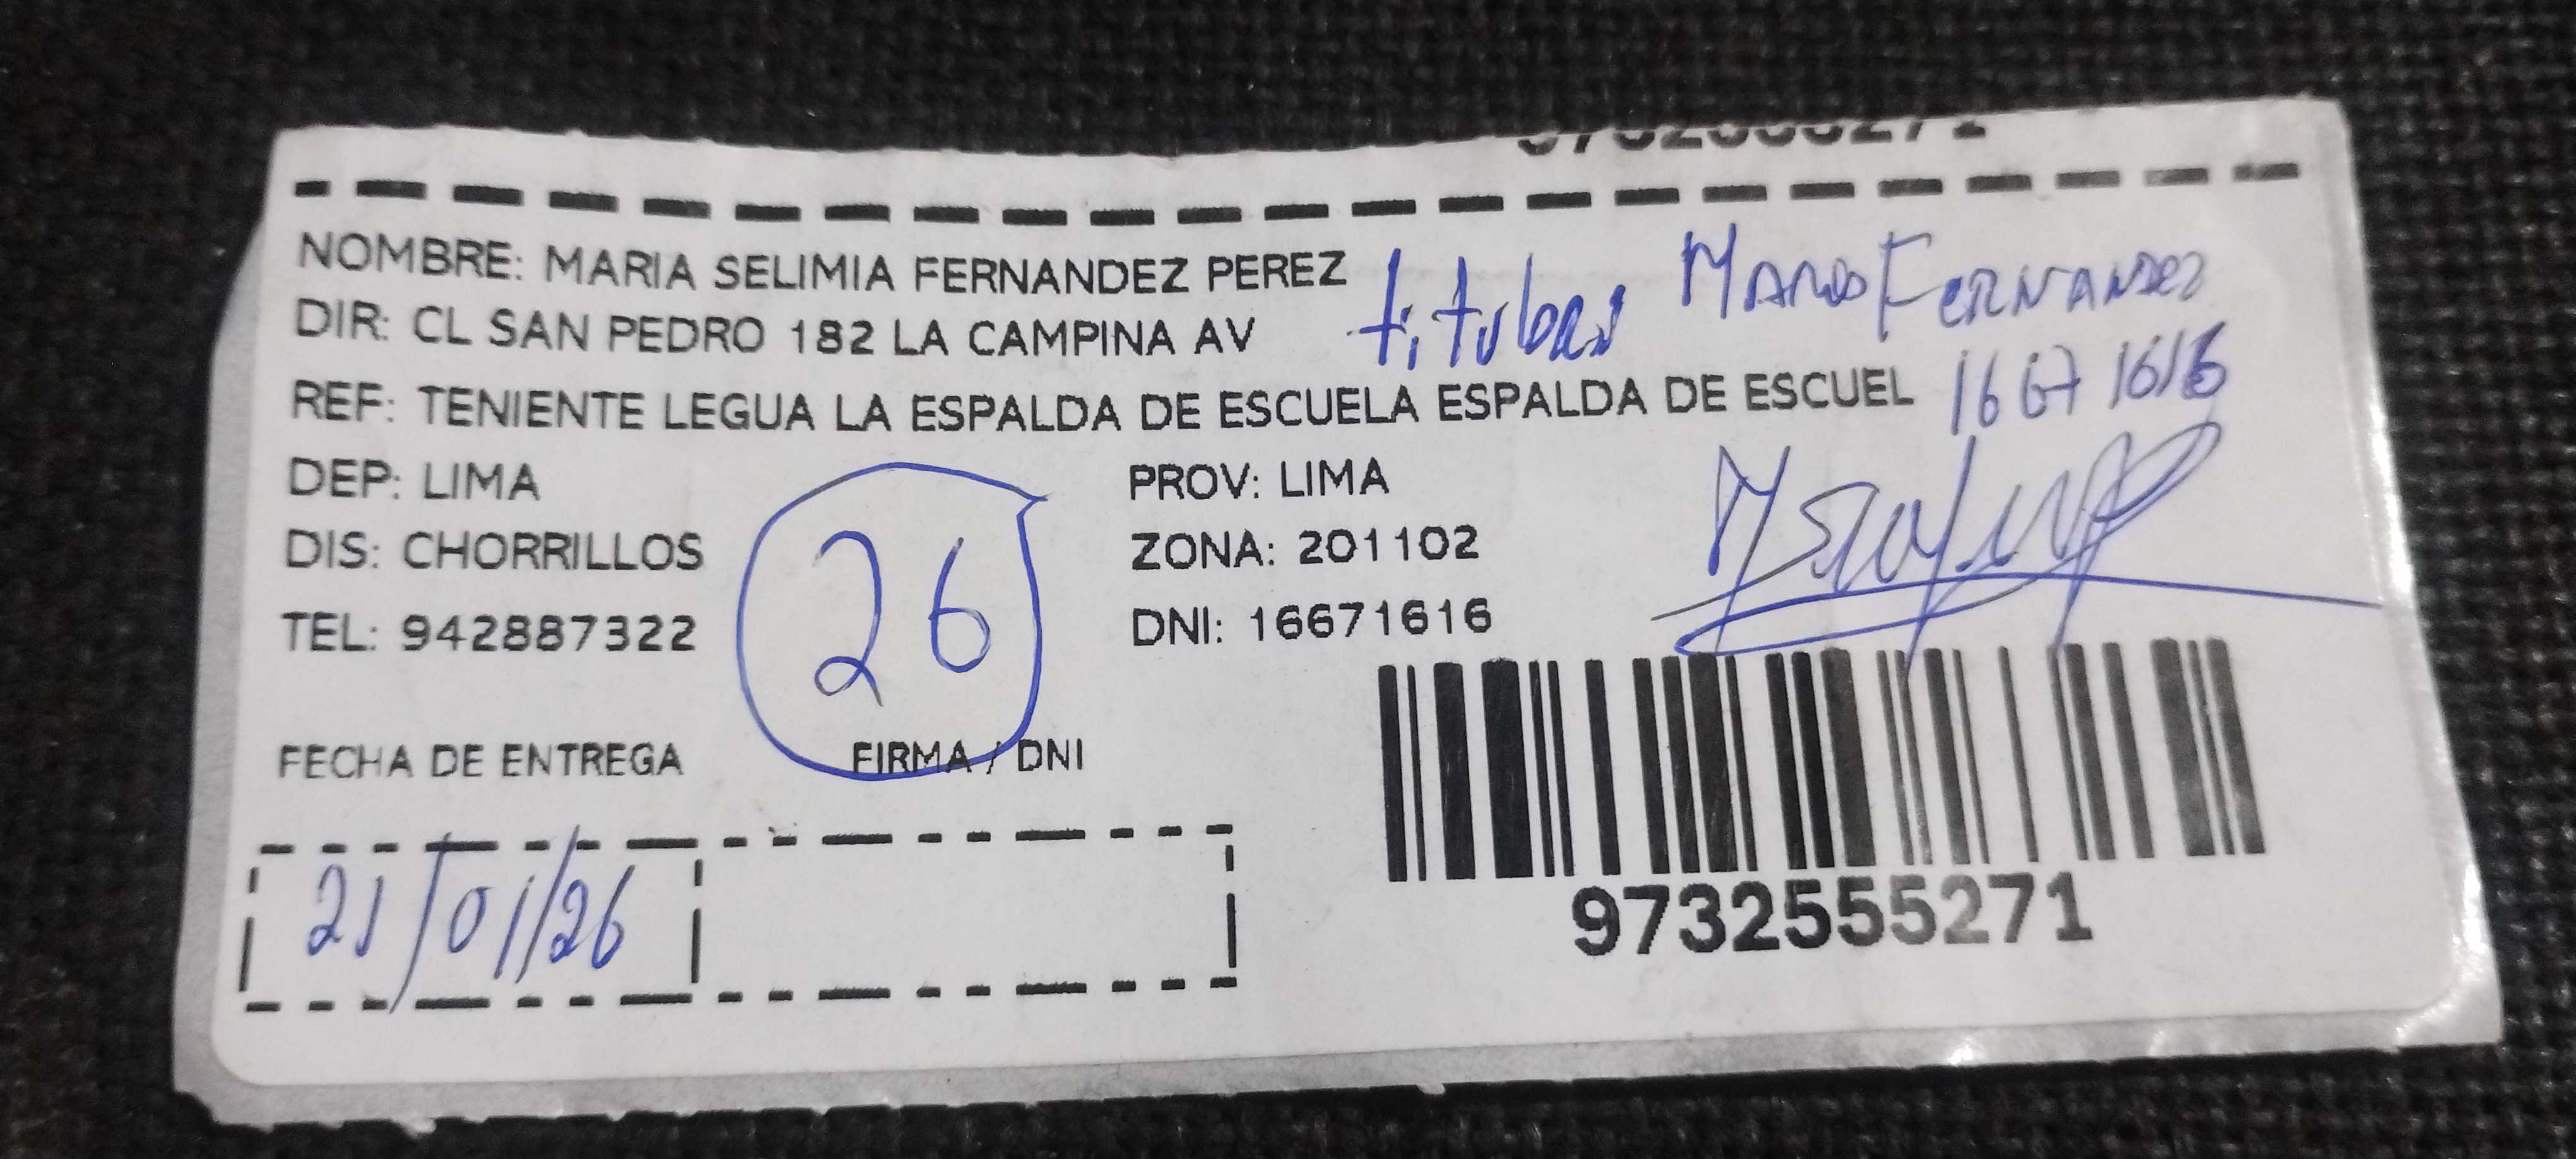 9732555271
NOMBRE: MARIA SELIMIA FERNANDEZ PEREZ
titular Maria Fernandez
DIR: CL SAN PEDRO 182 LA CAMPINA AV
REF: TENIENTE LEGUA LA ESPALDA DE ESCUELA ESPALDA DE ESCUEL
16671616
DEP: LIMA
PROV: LIMA
DIS: CHORRILLOS
26
ZONA: 201102
TEL: 942887322
DNI: 16671616
FECHA DE ENTREGA
FIRMA / DNI
21/01/26
9732555271